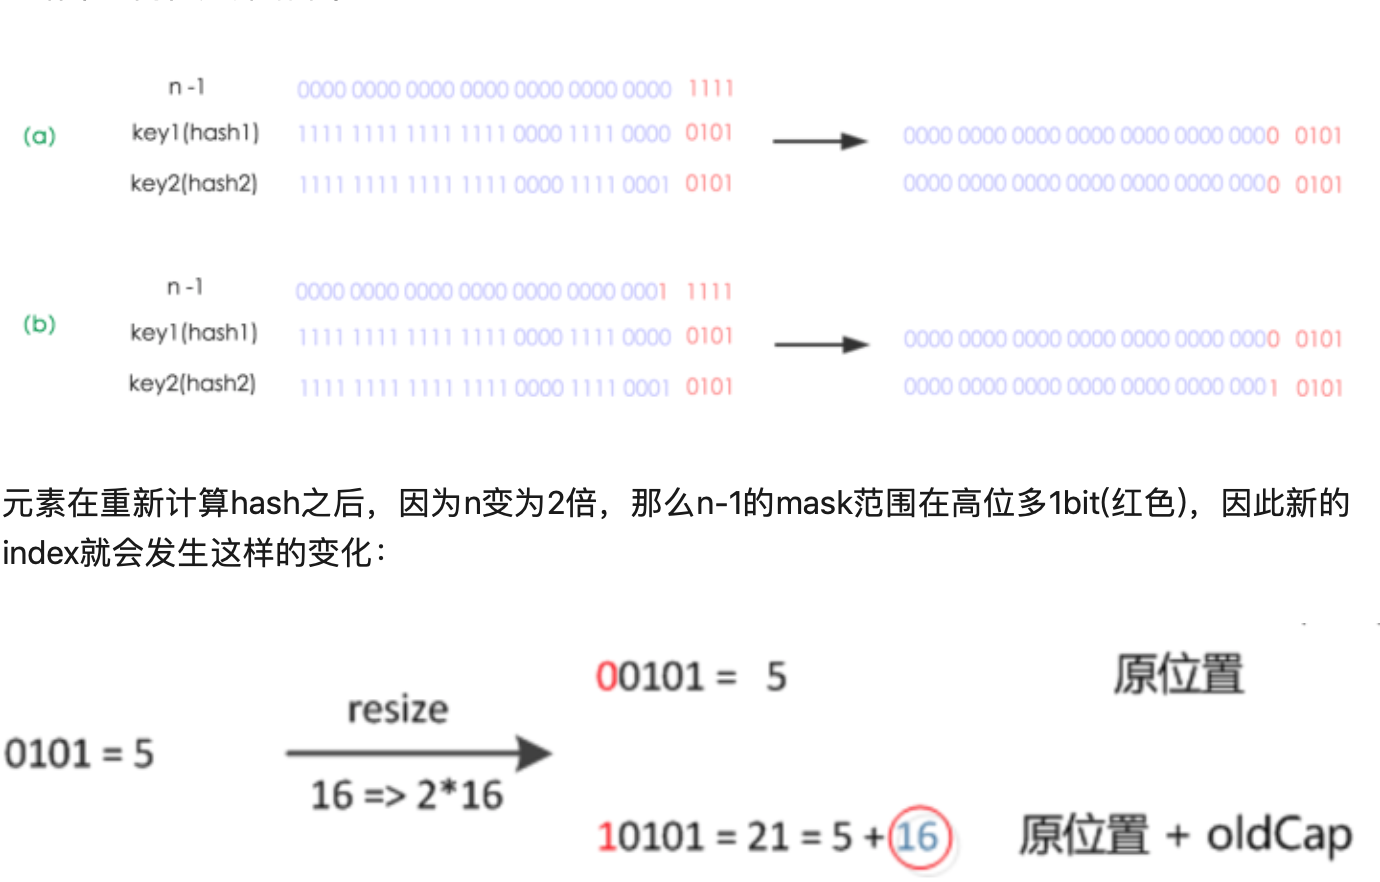 n -1 0000 0000 0000 0000 0000 0000 0000 1111
(a) key1(hash1) 1111 1111 1111 1111 0000 1111 0000 0101 0000 0000 0000 0000 0000 0000 0000 0101
key2(hash2) 1111 1111 1111 1111 0000 1111 0001 0101 0000 0000 0000 0000 0000 0000 0000 0101
n -1 0000 0000 0000 0000 0000 0000 0001 1111
(b) key1(hash1) 1111 1111 1111 1111 0000 1111 0000 0101 0000 0000 0000 0000 0000 0000 0000 0101
key2(hash2) 1111 1111 1111 1111 0000 1111 0001 0101 0000 0000 0000 0000 0000 0000 0001 0101
元素在重新计算hash之后，因为n变为2倍，那么n-1的mask范围在高位多1bit(红色)，因此新的
index就会发生这样的变化：
00101 = 5 原位置
resize
0101 = 5
16 => 2*16
10101 = 21 = 5 + 16 原位置 + oldCap